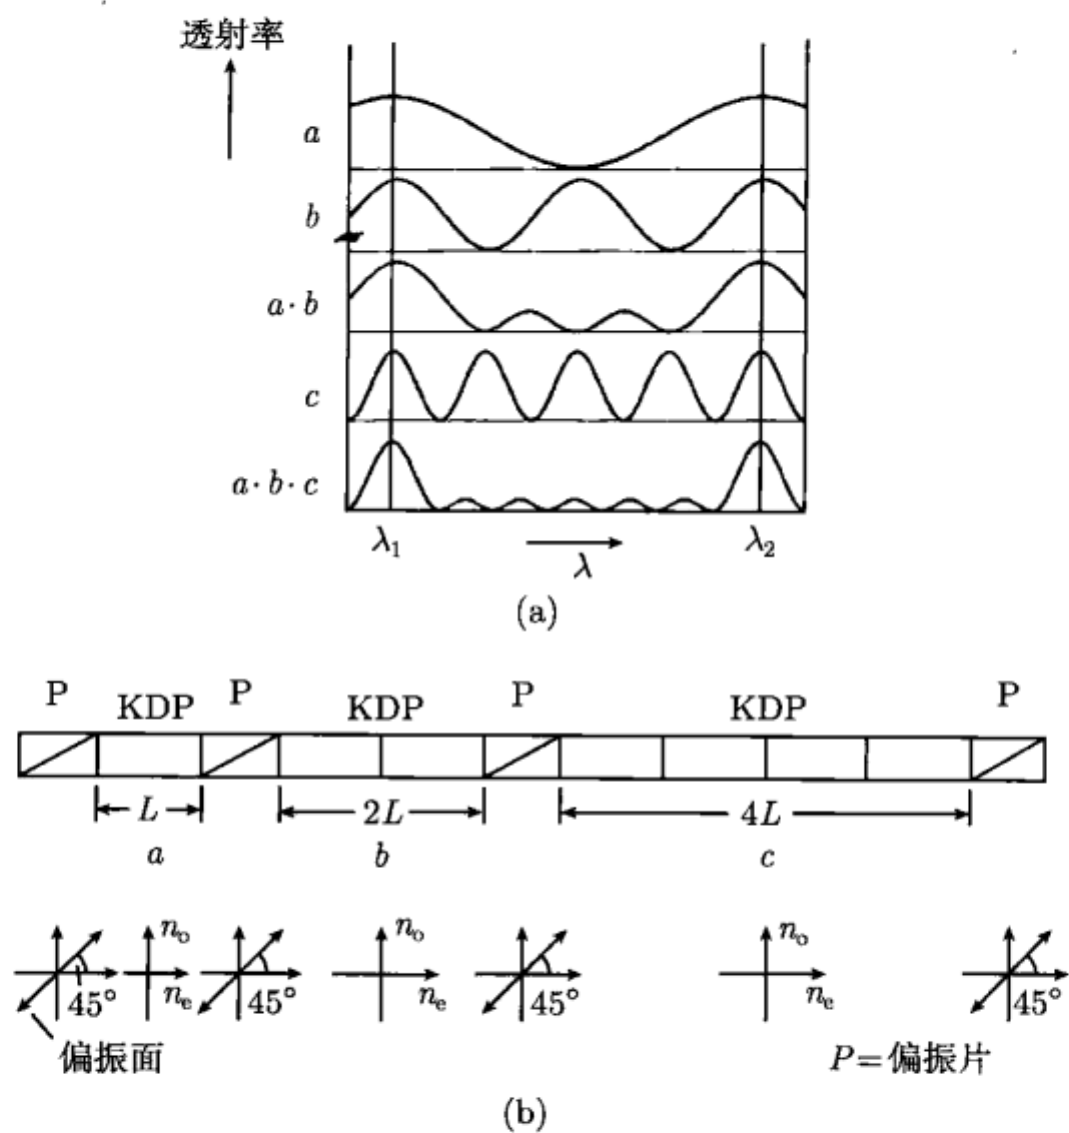 透射率
a
b
a·b
c
a·b·c
λ₁ λ₂
λ
(a)
P KDP P KDP P KDP P
L 2L 4L
a b c
nₒ nₒ nₒ
45° nₑ 45° nₑ 45° nₑ 45°
偏振面 P=偏振片
(b)